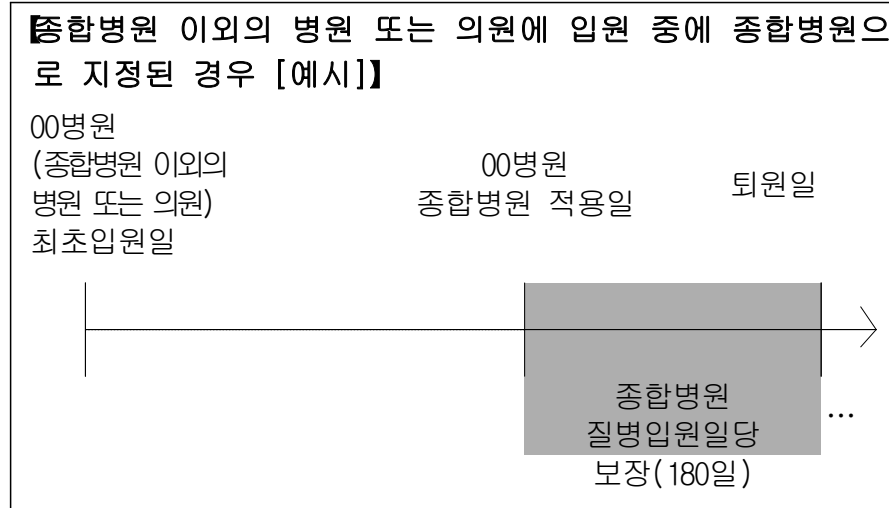 【종합병원 이외의 병원 또는 의원에 입원 중에 종합병원으
로 지정된 경우 [예시]】
00병원
(종합병원 이외의
병원 또는 의원)
최초입원일
00병원
종합병원 적용일
퇴원일
종합병원
질병입원일당
보장(180일)
...